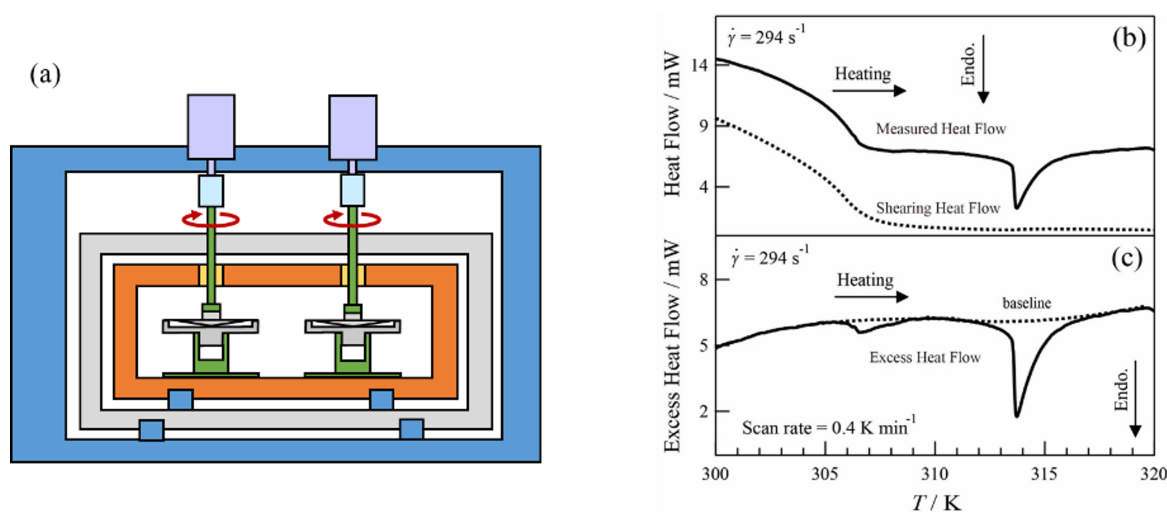 (a)
(b)
γ̇ = 294 s⁻¹
Heating
Endo.
Measured Heat Flow
Shearing Heat Flow
Heat Flow / mW
14
9
4
(c)
γ̇ = 294 s⁻¹
Heating
baseline
Excess Heat Flow
Endo.
Scan rate = 0.4 K min⁻¹
Excess Heat Flow / mW
8
5
2
300 305 310 315 320
T / K